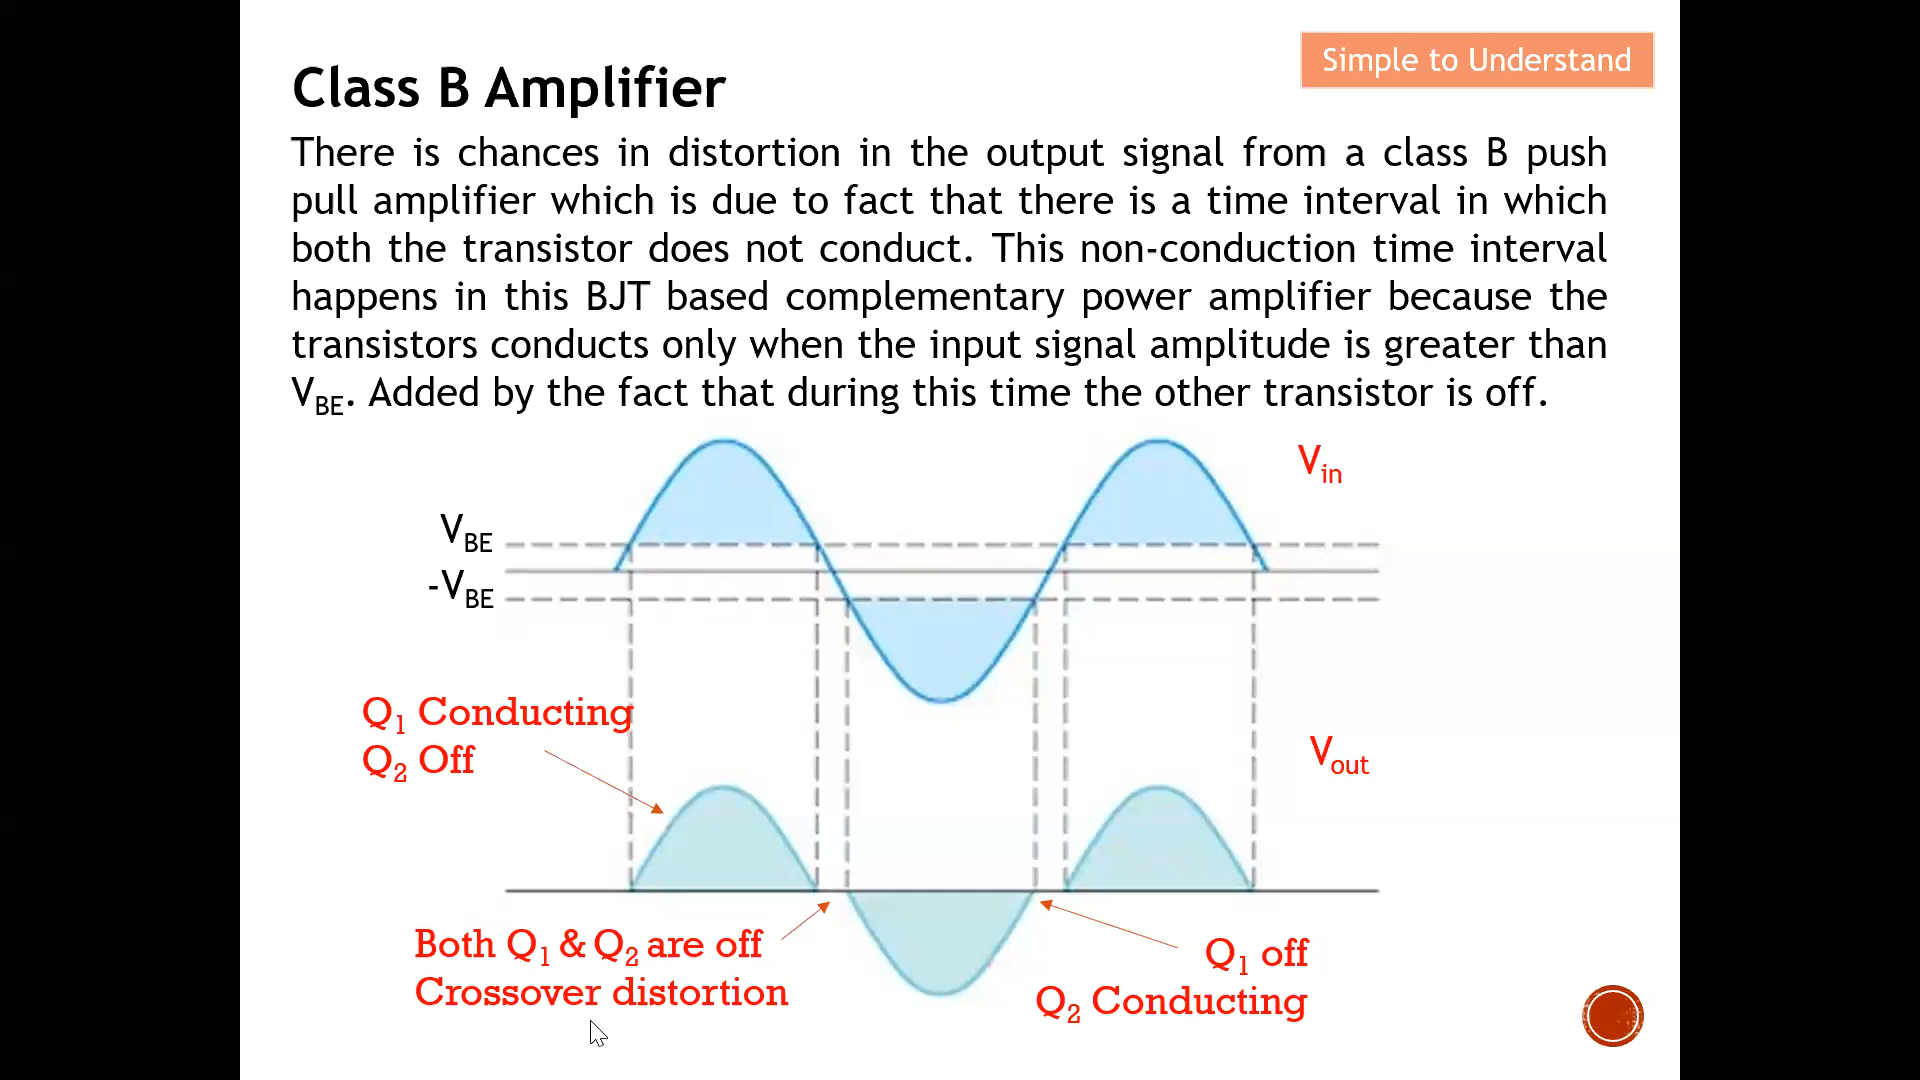 Simple to Understand
Class B Amplifier
There is chances in distortion in the output signal from a class B push
pull amplifier which is due to fact that there is a time interval in which
both the transistor does not conduct. This non-conduction time interval
happens in this BJT based complementary power amplifier because the
transistors conducts only when the input signal amplitude is greater than
VBE. Added by the fact that during this time the other transistor is off.
Vin
VBE
-VBE
Q1 Conducting
Q2 Off
Vout
Both Q1 & Q2 are off
Crossover distortion
Q1 off
Q2 Conducting